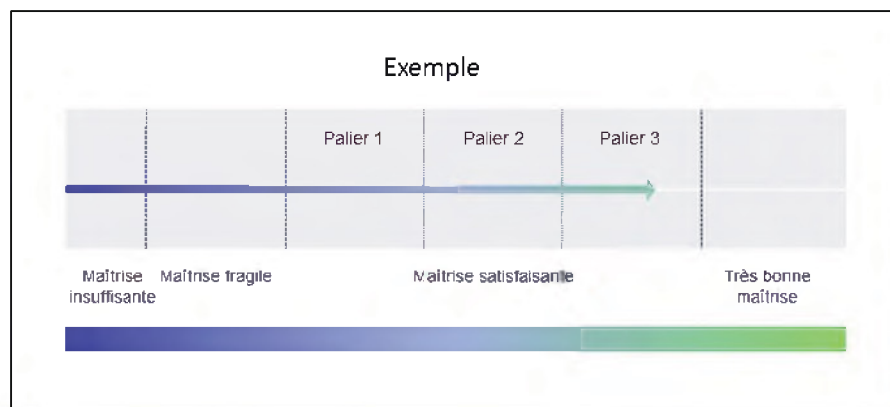 Exemple
Palier 1 Palier 2 Palier 3
Maîtrise insuffisante
Maîtrise fragile
Maîtrise satisfaisante
Très bonne maîtrise